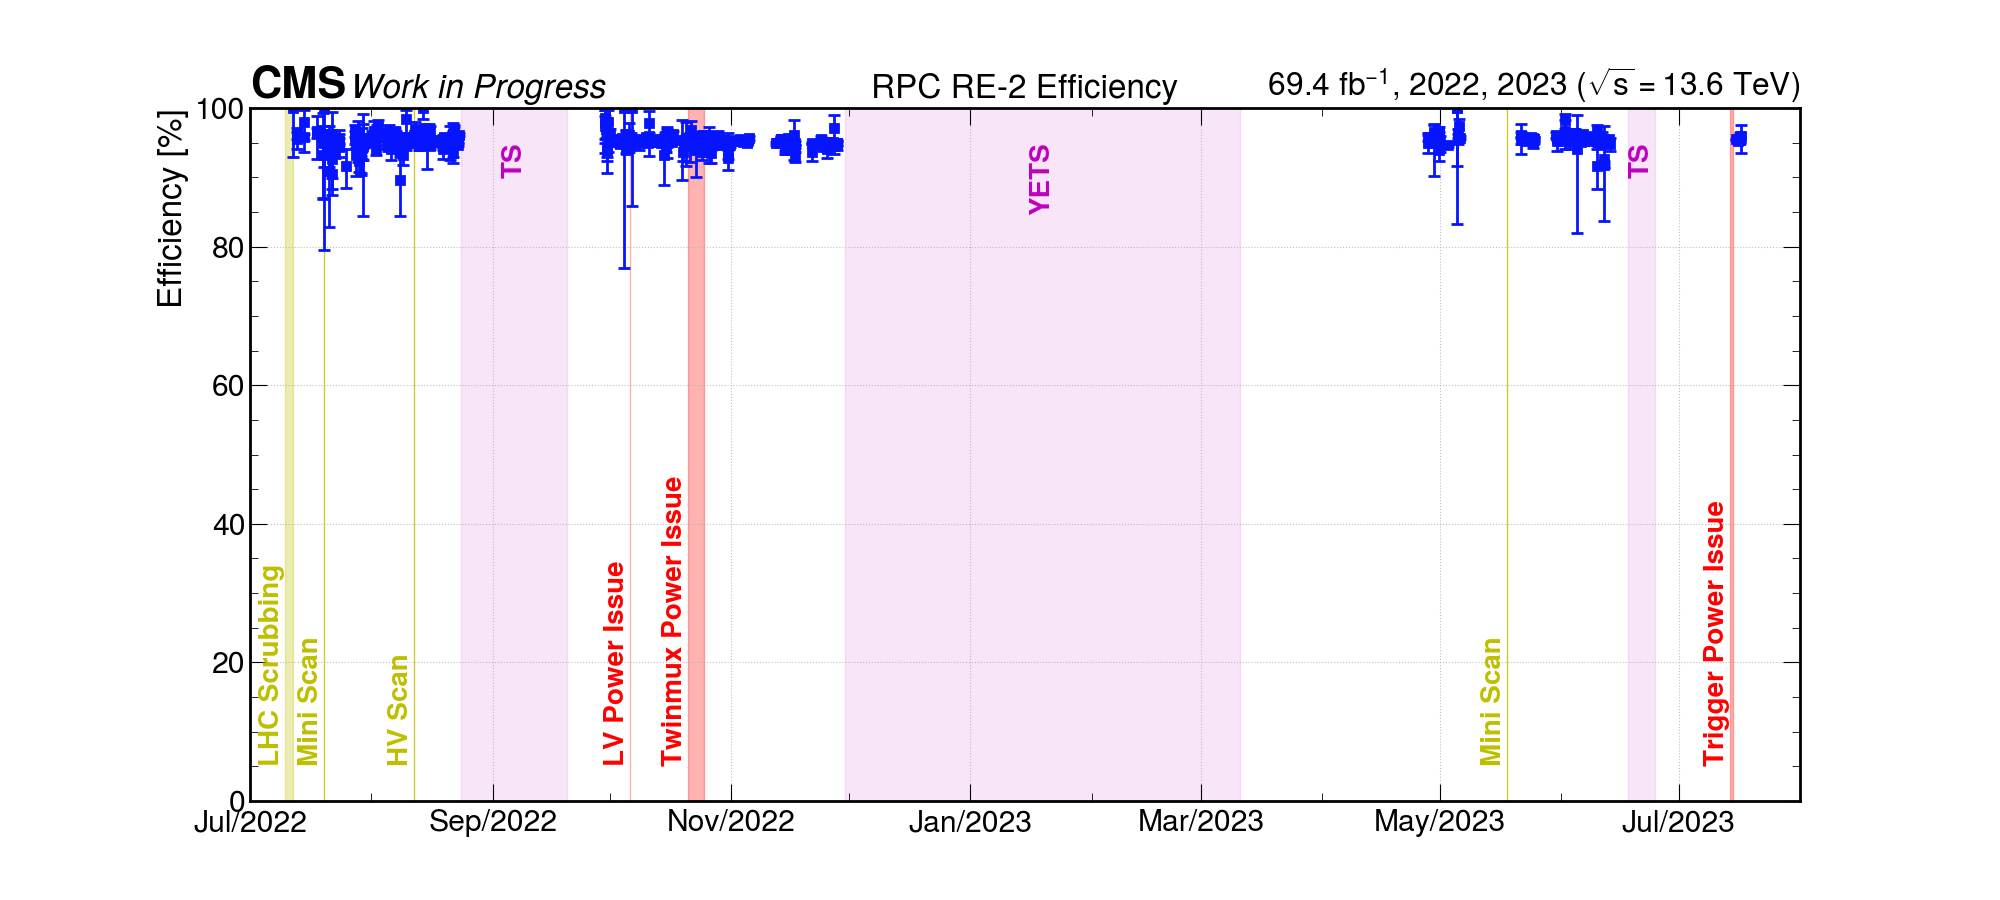 CMS Work in Progress
RPC RE-2 Efficiency
69.4 fb⁻¹, 2022, 2023 (√s = 13.6 TeV)
Efficiency [%]
100
80
60
40
20
0
TS
YETS
TS
LHC Scrubbing
Mini Scan
HV Scan
LV Power Issue
Twinmux Power Issue
Mini Scan
Trigger Power Issue
Jul/2022
Sep/2022
Nov/2022
Jan/2023
Mar/2023
May/2023
Jul/2023